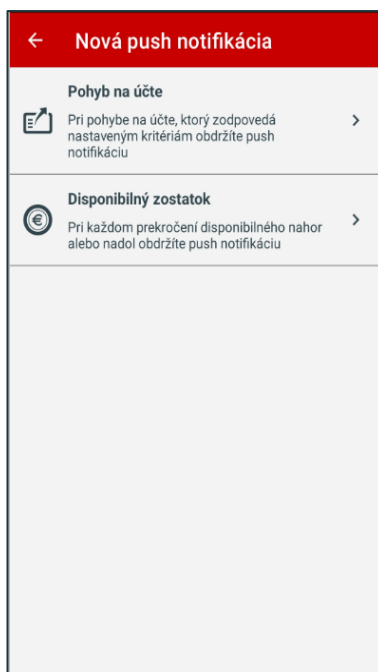 Nová push notifikácia
Pohyb na účte
Pri pohybe na účte, ktorý zodpovedá
nastaveným kritériám obdržíte push
notifikáciu
Disponibilný zostatok
Pri každom prekročení disponibilného nahor
alebo nadol obdržíte push notifikáciu